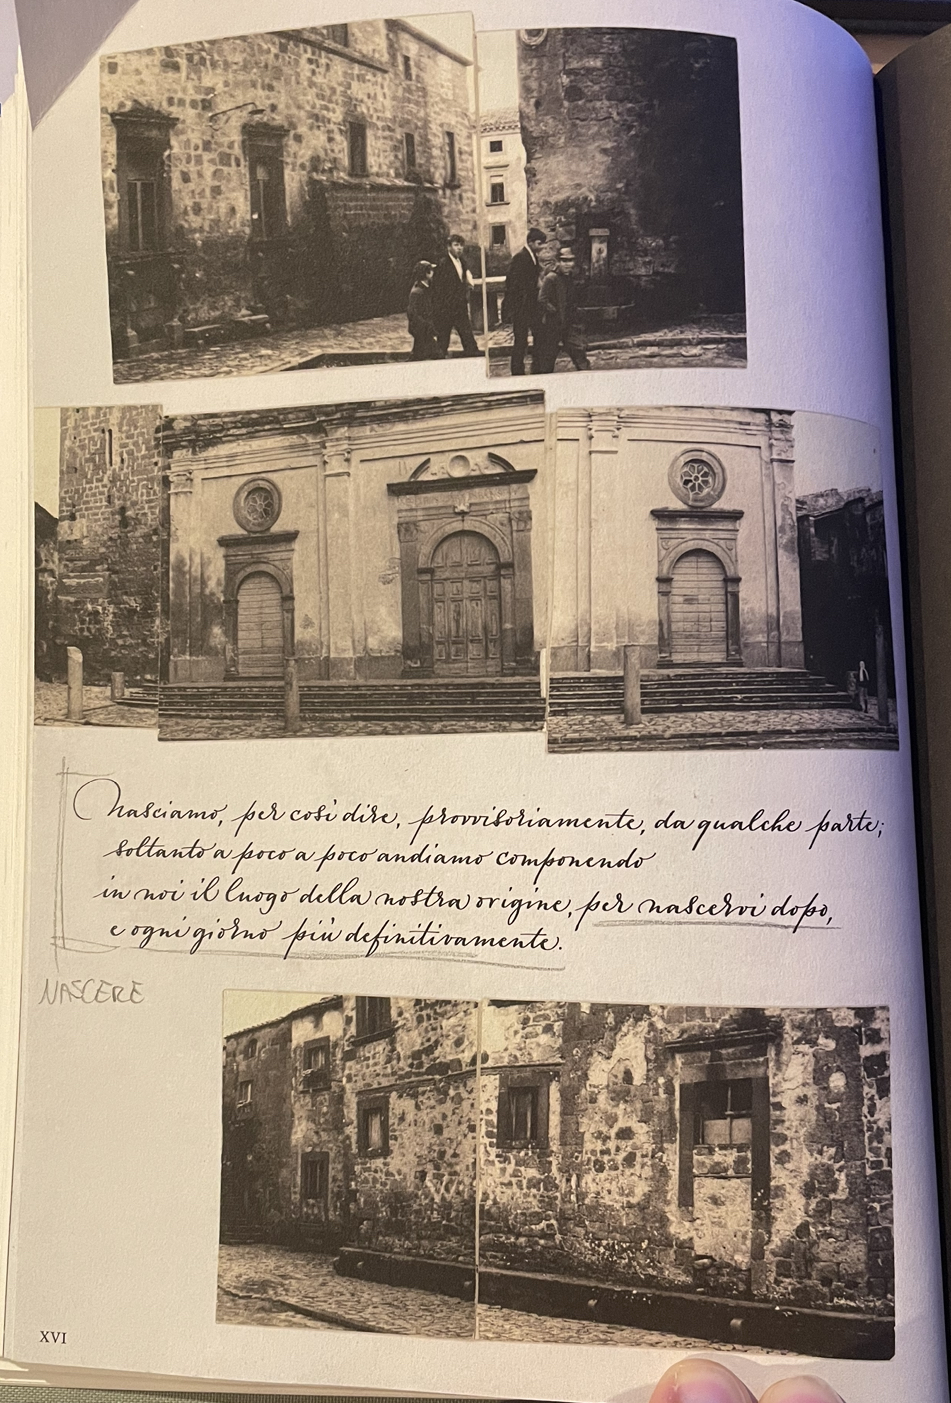 Nasciamo, per così dire, provvisoriamente, da qualche parte;
soltanto a poco a poco andiamo componendo
in noi il luogo della nostra origine, per nascervi dopo,
e ogni giorno più definitivamente.
NASCERE
XVI